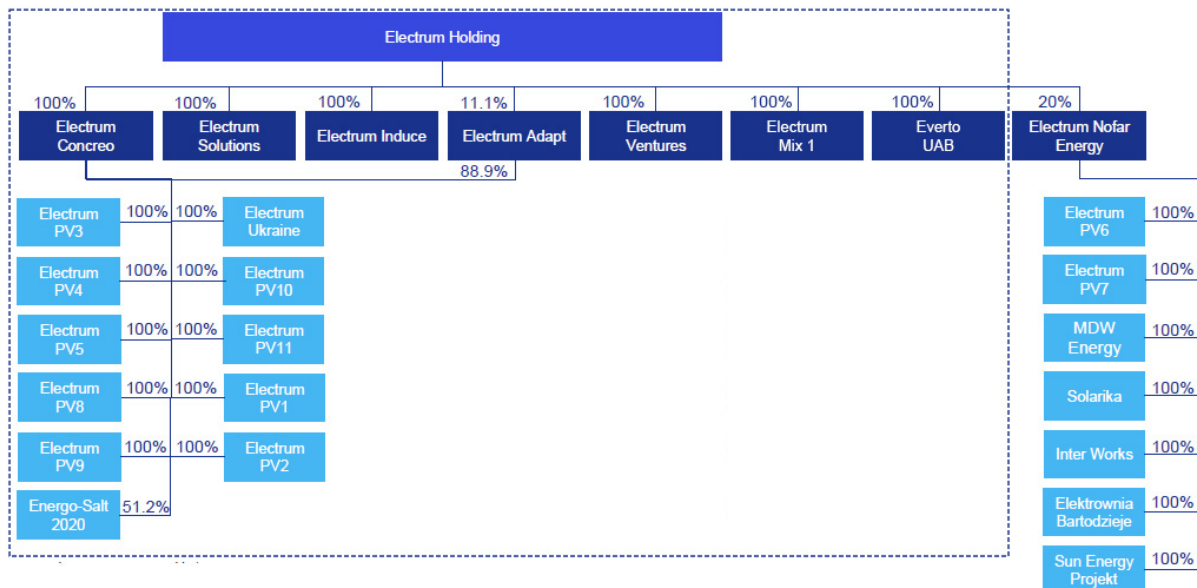 Electrum Holding
100%
100%
100%
11.1%
100%
100%
100%
20%
Electrum
Concreo
Electrum
Solutions
Electrum Induce
Electrum Adapt
Electrum
Ventures
Electrum
Mix 1
Everto
UAB
Electrum Nofar
Energy
88.9%
Electrum
PV3
100%
100%
Electrum
Ukraine
Electrum
PV6
100%
Electrum
PV4
100%
100%
Electrum
PV10
Electrum
PV7
100%
Electrum
PV5
100%
100%
Electrum
PV11
MDW
Energy
100%
Electrum
PV8
100%
100%
Electrum
PV1
Solarika
100%
Electrum
PV9
100%
100%
Electrum
PV2
Inter Works
100%
Energo-Salt
2020
51.2%
Elektrownia
Bartodzieje
100%
Sun Energy
Projekt
100%